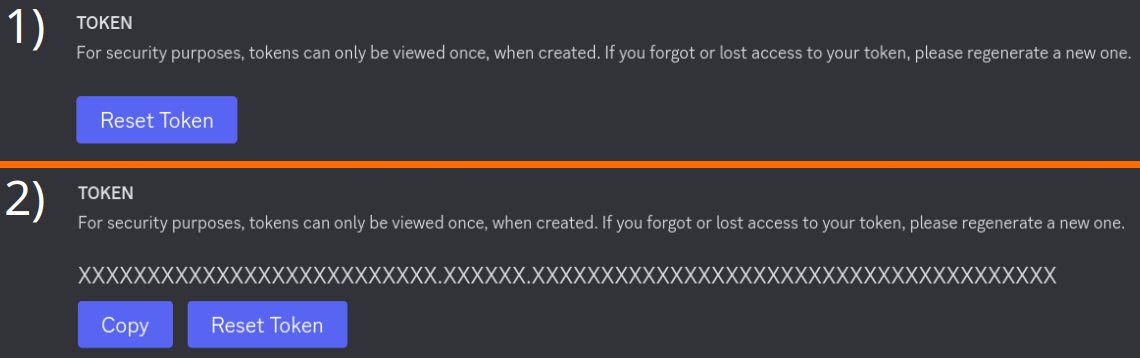 1)
TOKEN
For security purposes, tokens can only be viewed once, when created. If you forgot or lost access to your token, please regenerate a new one.
Reset Token
2)
TOKEN
For security purposes, tokens can only be viewed once, when created. If you forgot or lost access to your token, please regenerate a new one.
XXXXXXXXXXXXXXXXXXXXXXXXXX.XXXXXX.XXXXXXXXXXXXXXXXXXXXXXXXXXXXXXXXXXXXXX
Copy Reset Token